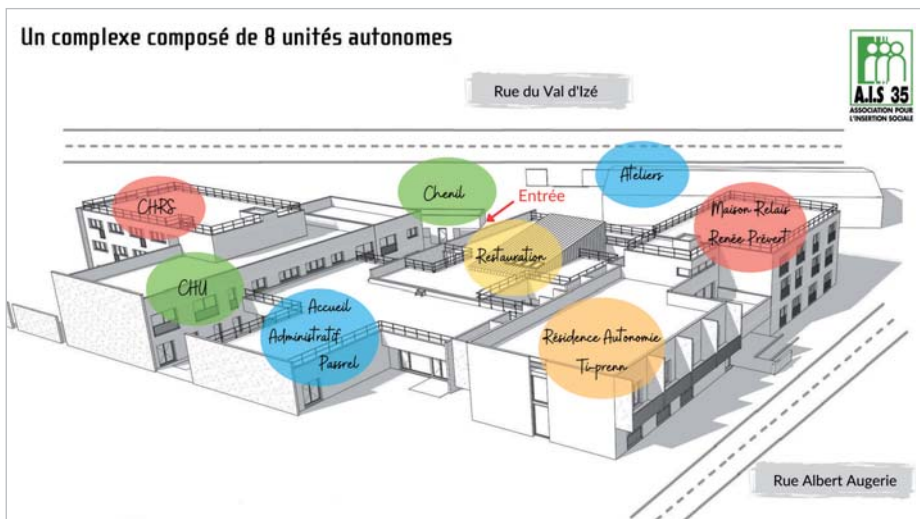 Un complexe composé de 8 unités autonomes
Rue du Val d'Izé
A.I.S 35
ASSOCIATION POUR
L'INSERTION SOCIALE
Ateliers
Chenil
Entrée
CHRS
Maison Relais
Renée Prévert
Restauration
CHU
Accueil
Administratif
Passrel
Résidence Autonomie
Ti-prenn
Rue Albert Augerie